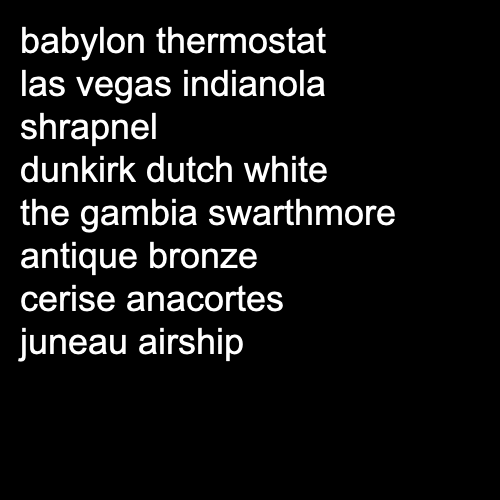 babylon thermostat
las vegas indianola
shrapnel
dunkirk dutch white
the gambia swarthmore
antique bronze
cerise anacortes
juneau airship